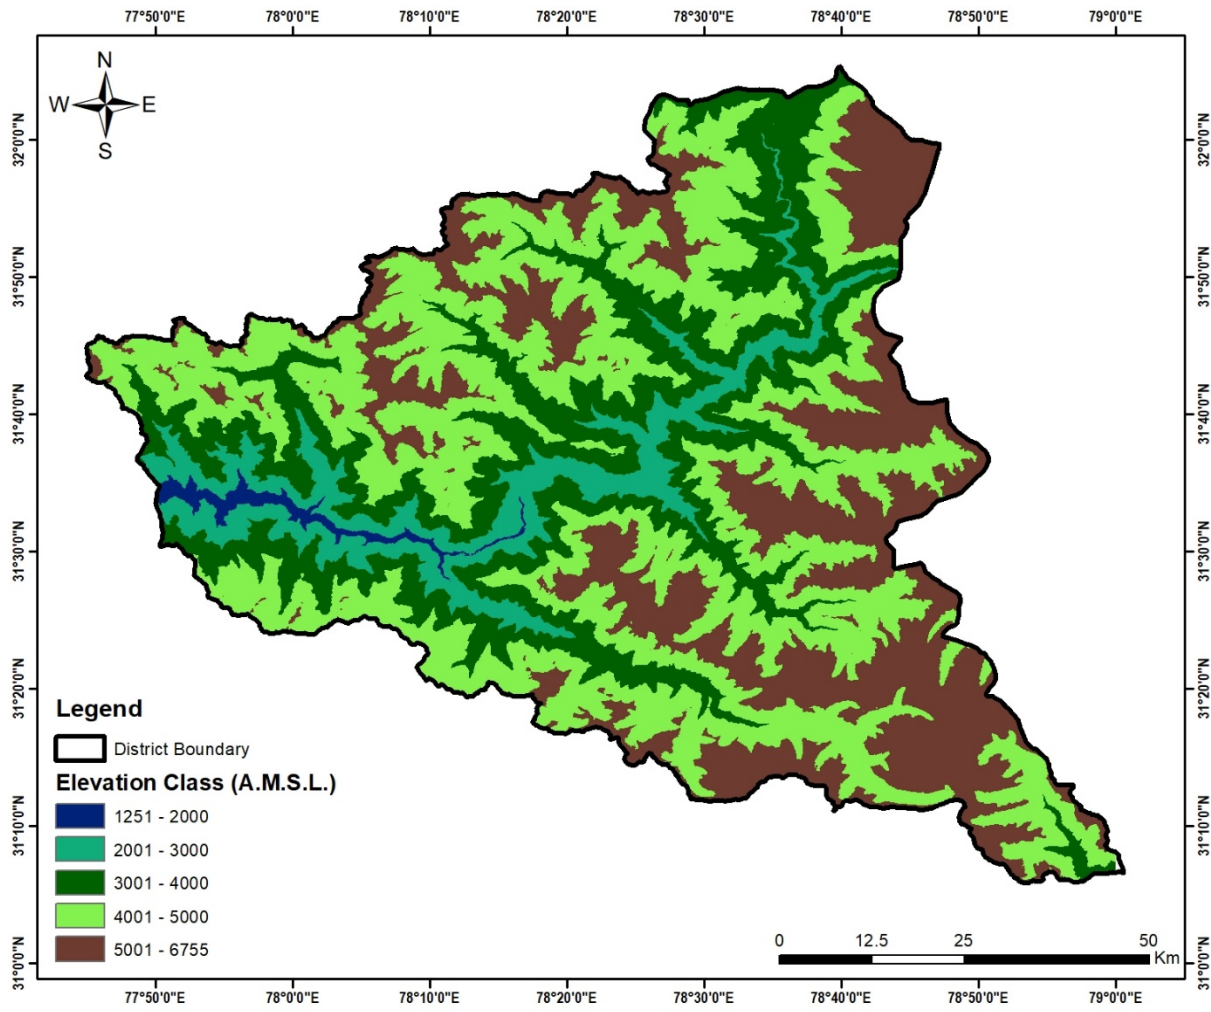 77°50'0"E 78°0'0"E 78°10'0"E 78°20'0"E 78°30'0"E 78°40'0"E 78°50'0"E 79°0'0"E
N
W E
S
32°0'0"N 32°0'0"N
31°50'0"N 31°50'0"N
31°40'0"N 31°40'0"N
31°30'0"N 31°30'0"N
31°20'0"N 31°20'0"N
Legend
District Boundary
Elevation Class (A.M.S.L.)
1251 - 2000
31°10'0"N 31°10'0"N
2001 - 3000
3001 - 4000
4001 - 5000
5001 - 6755
0 12.5 25 50
Km
31°0'0"N 31°0'0"N
77°50'0"E 78°0'0"E 78°10'0"E 78°20'0"E 78°30'0"E 78°40'0"E 78°50'0"E 79°0'0"E